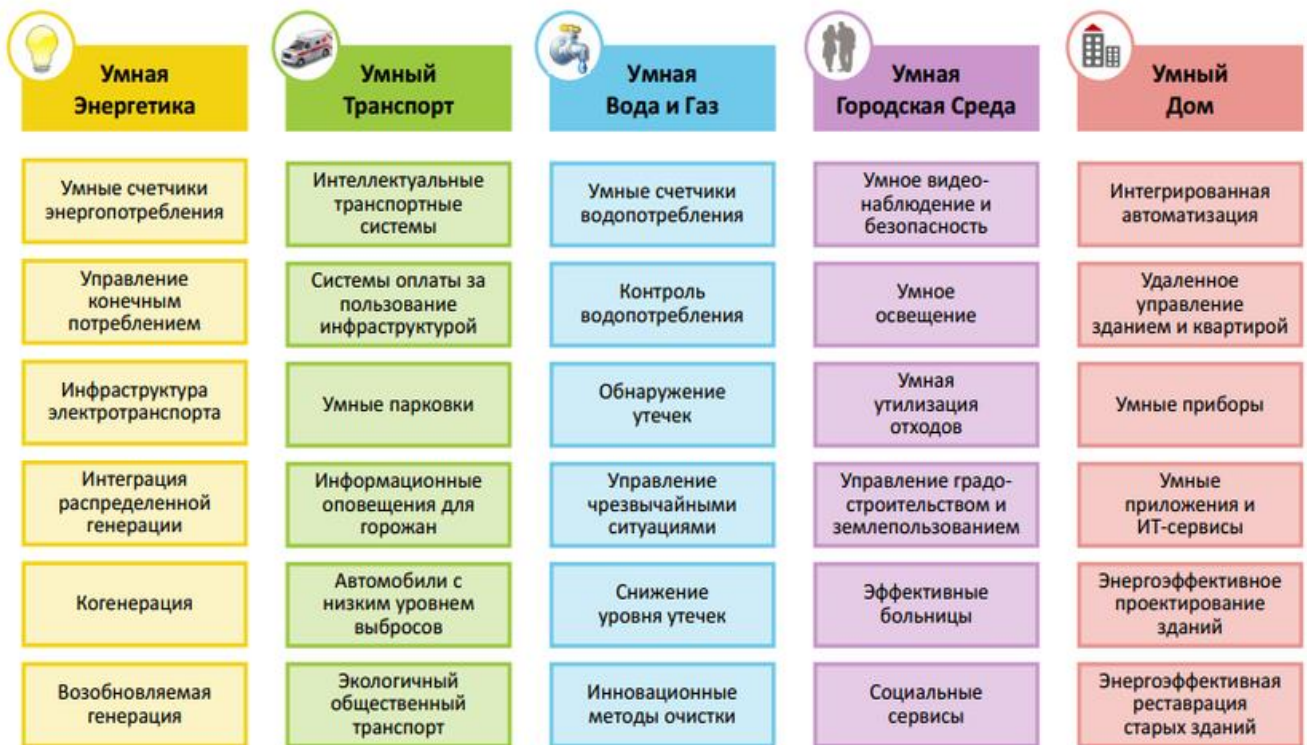 Умная
Энергетика
Умные счетчики
энергопотребления
Управление
конечным
потреблением
Инфраструктура
электротранспорта
Интеграция
распределенной
генерации
Когенерация
Возобновляемая
генерация
Умный
Транспорт
Интеллектуальные
транспортные
системы
Системы оплаты за
пользование
инфраструктурой
Умные парковки
Информационные
оповещения для
горожан
Автомобили с
низким уровнем
выбросов
Экологичный
общественный
транспорт
Умная
Вода и Газ
Умные счетчики
водопотребления
Контроль
водопотребления
Обнаружение
утечек
Управление
чрезвычайными
ситуациями
Снижение
уровня утечек
Инновационные
методы очистки
Умная
Городская Среда
Умное видео-
наблюдение и
безопасность
Умное
освещение
Умная
утилизация
отходов
Управление градо-
строительством и
землепользованием
Эффективные
больницы
Социальные
сервисы
Умный
Дом
Интегрированная
автоматизация
Удаленное
управление
зданием и квартирой
Умные приборы
Умные
приложения и
ИТ-сервисы
Энергоэффективное
проектирование
зданий
Энергоэффективная
реставрация
старых зданий